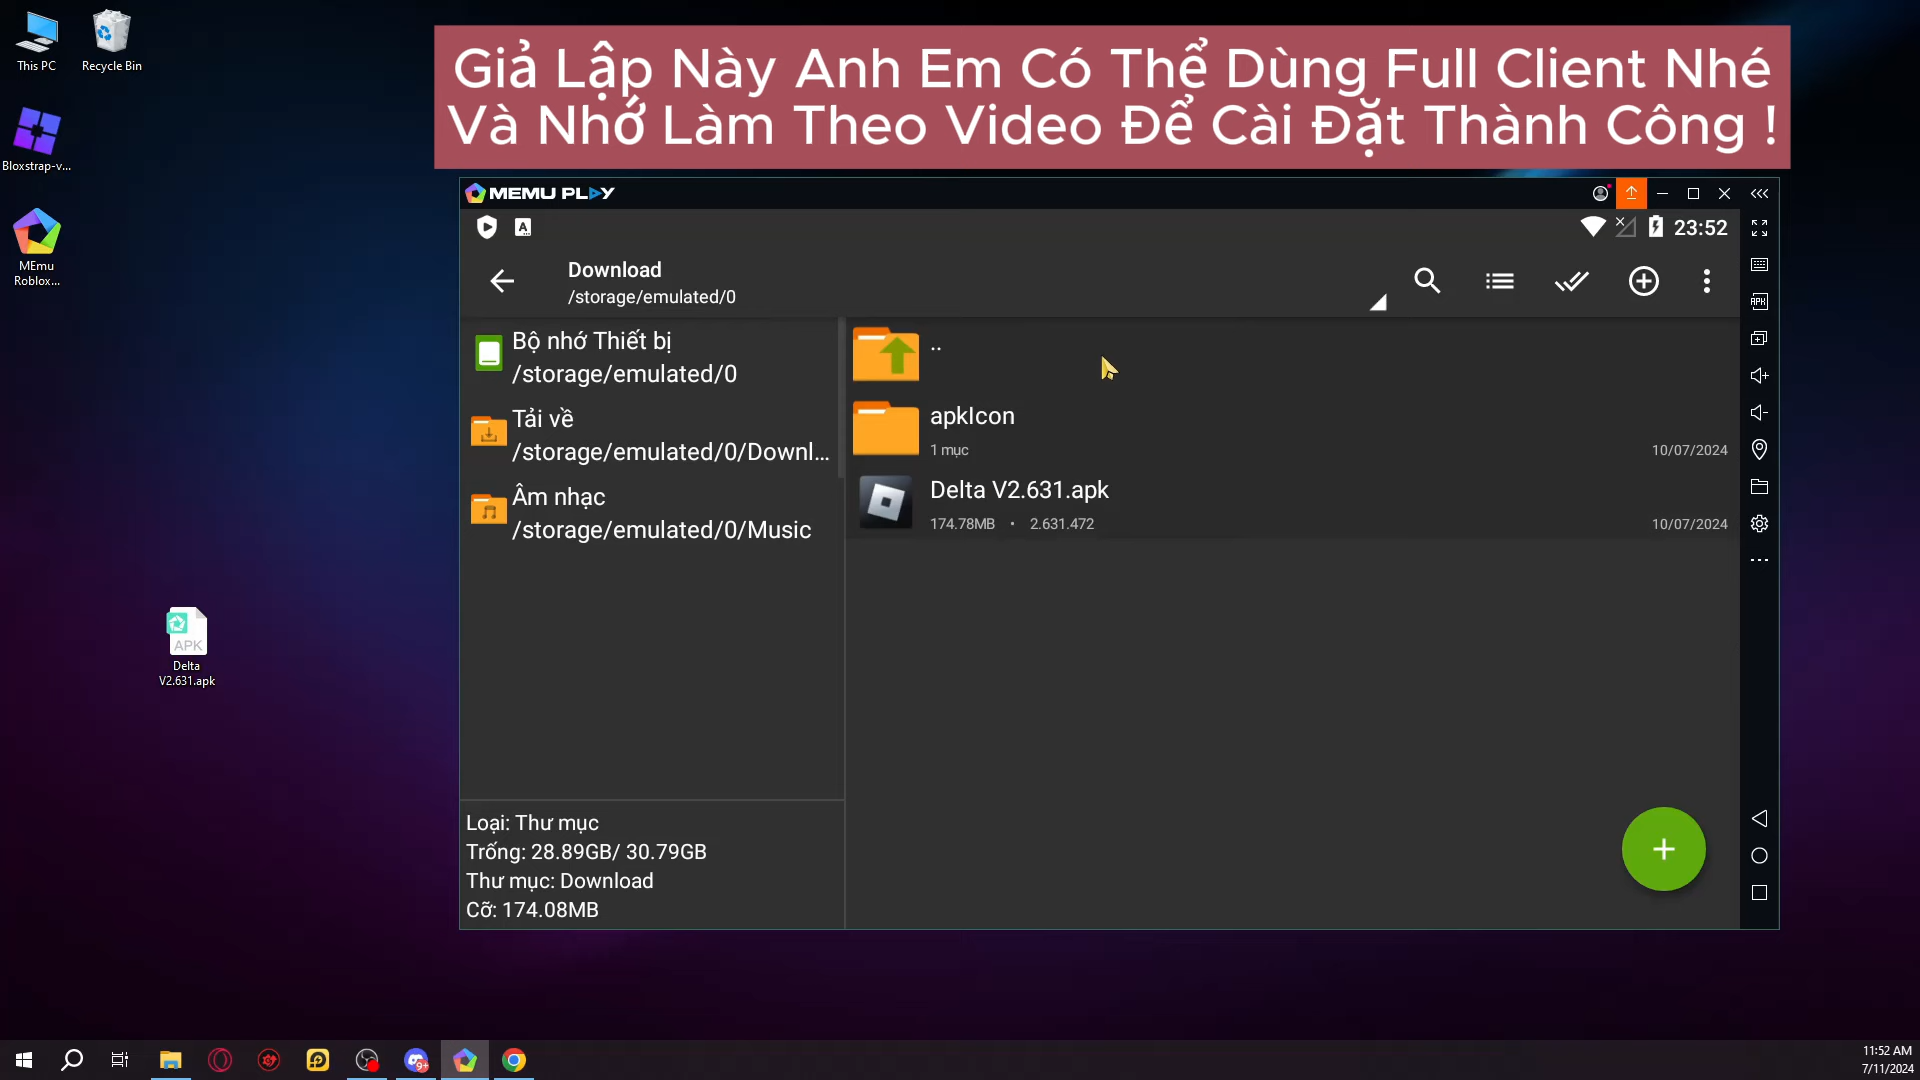 This PC
Recycle Bin
Bloxstrap-v...
MEmu
Roblox...
Delta
V2.631.apk
APK
Giả Lập Này Anh Em Có Thể Dùng Full Client Nhé
Và Nhớ Làm Theo Video Để Cài Đặt Thành Công !
MEMU PLAY
A
23:52
Download
/storage/emulated/0
Bộ nhớ Thiết bị
/storage/emulated/0
Tải về
/storage/emulated/0/Downl...
Âm nhạc
/storage/emulated/0/Music
..
apkIcon
1 mục
10/07/2024
Delta V2.631.apk
174.78MB • 2.631.472
10/07/2024
Loại: Thư mục
Trống: 28.89GB/ 30.79GB
Thư mục: Download
Cỡ: 174.08MB
APK
9+
11:52 AM
7/11/2024